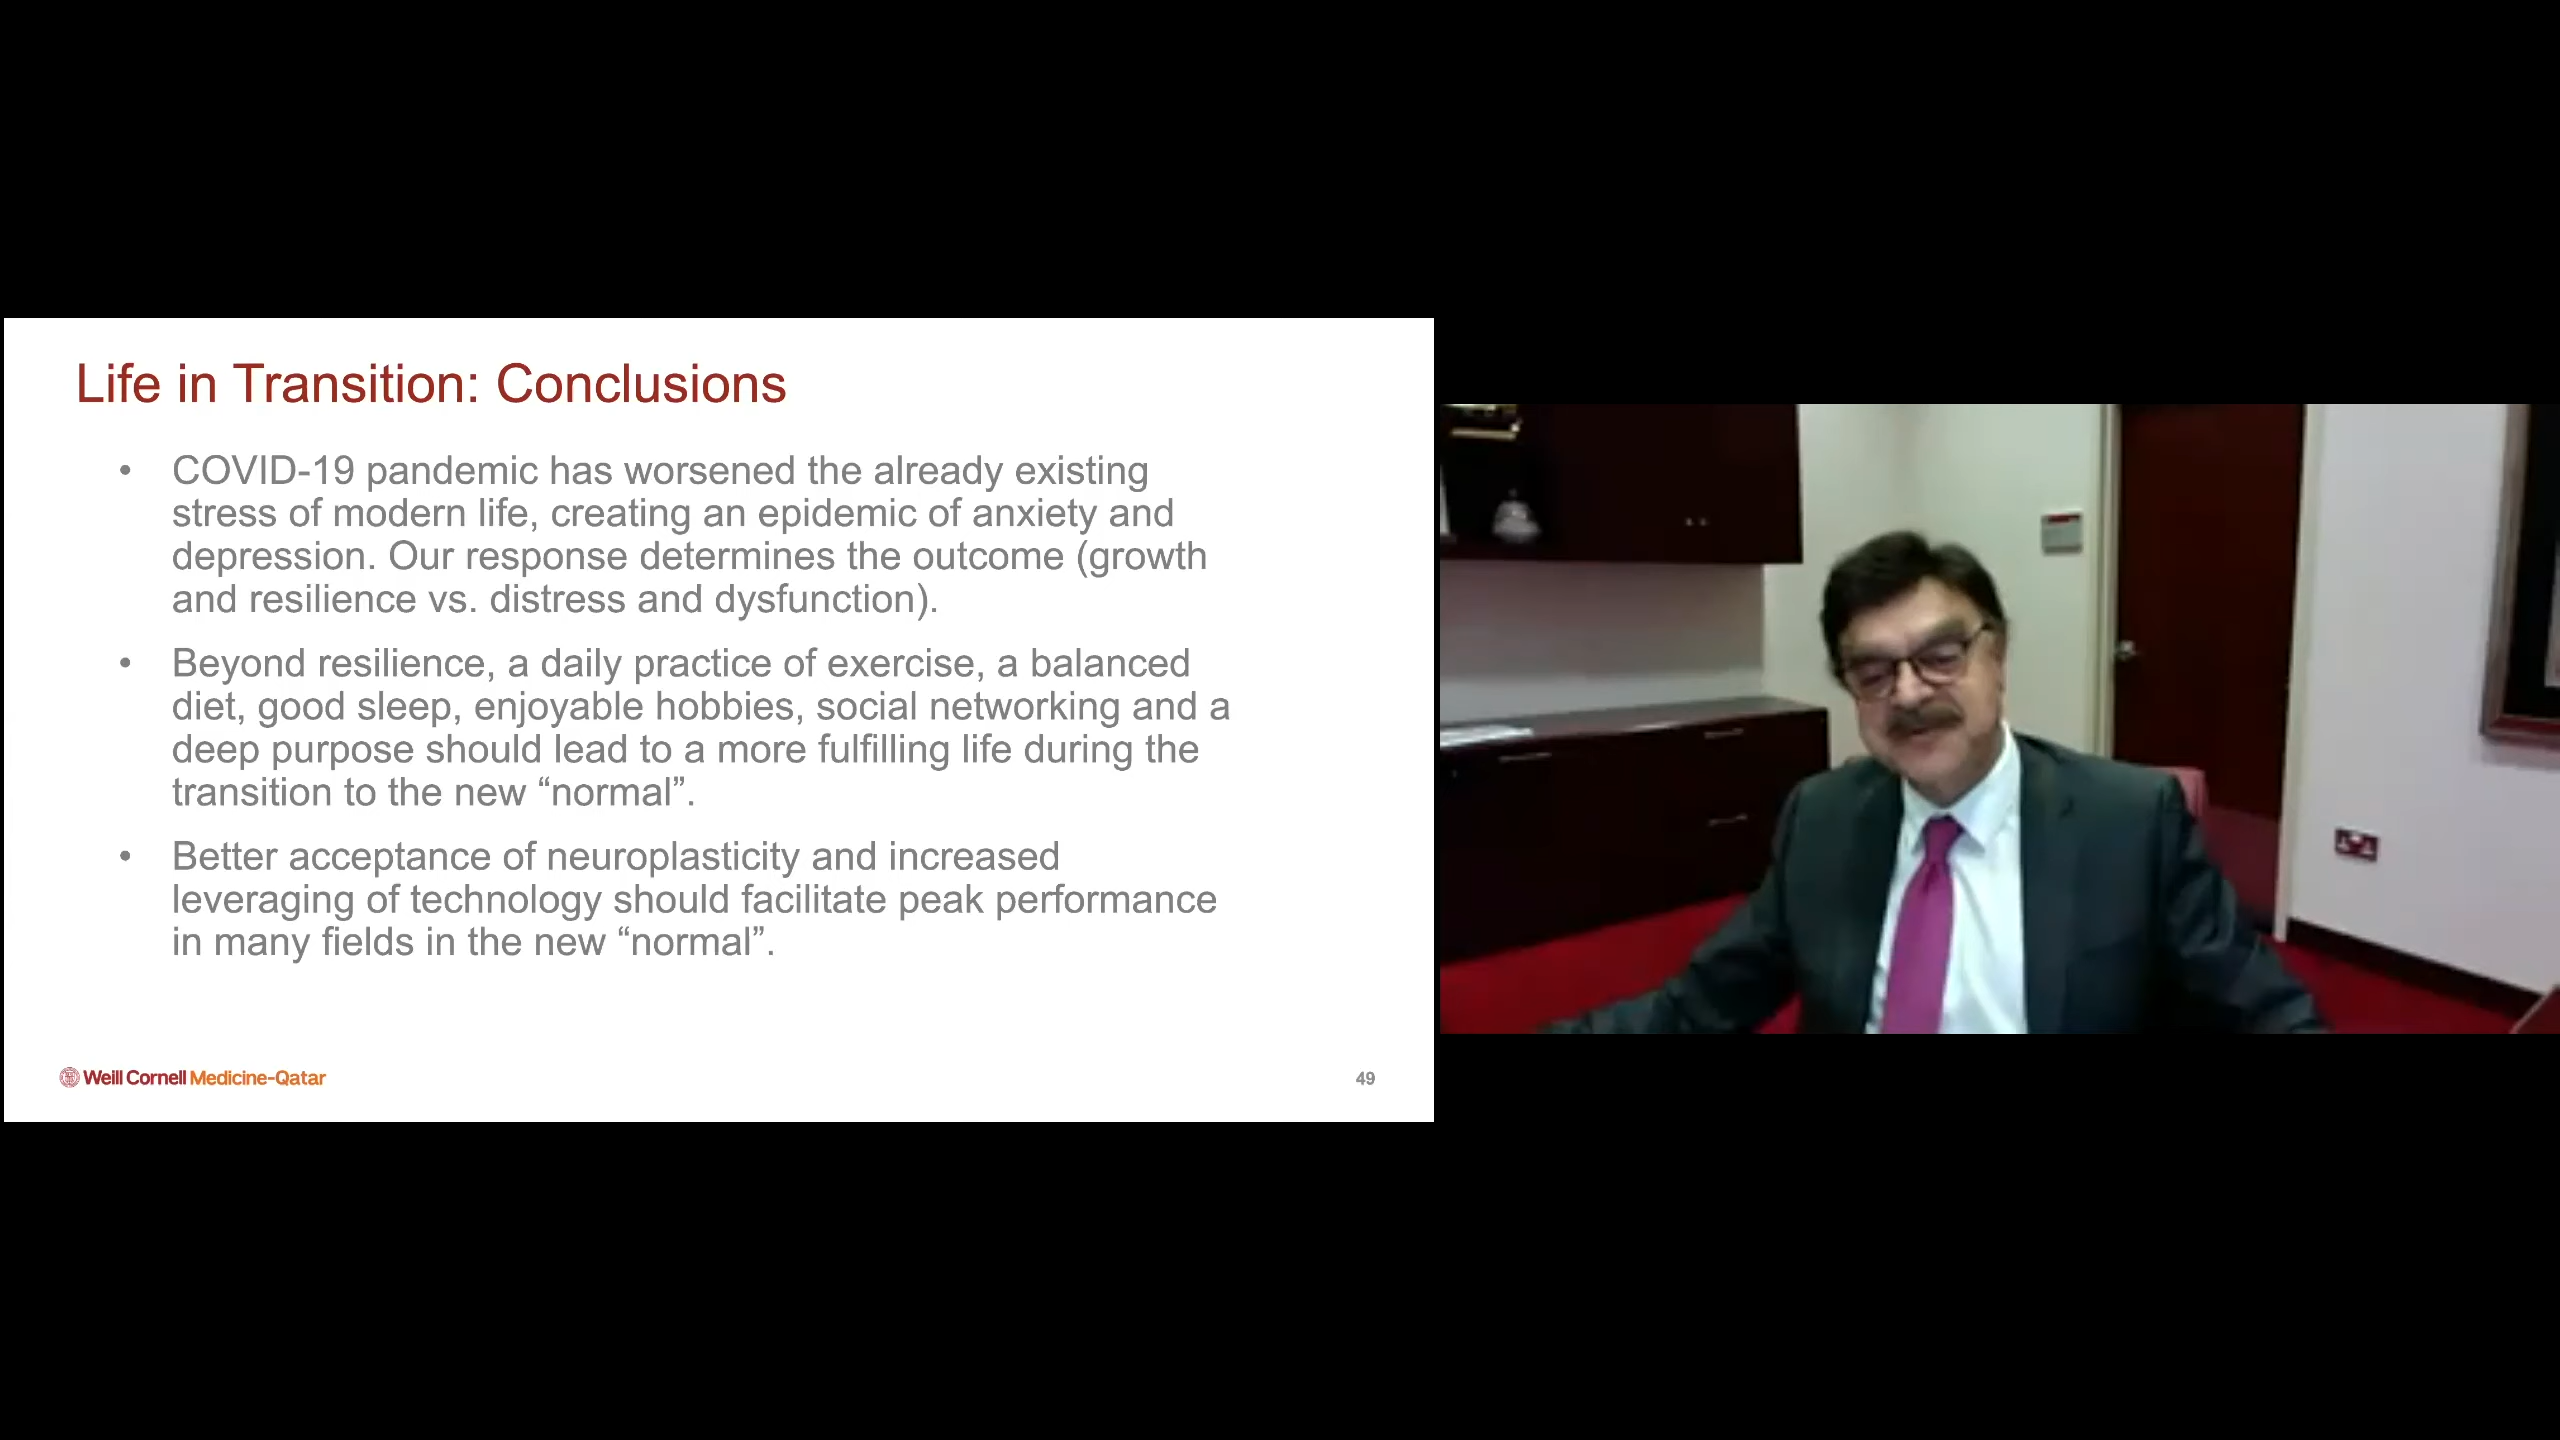 Life in Transition: Conclusions
• COVID-19 pandemic has worsened the already existing
stress of modern life, creating an epidemic of anxiety and
depression. Our response determines the outcome (growth
and resilience vs. distress and dysfunction).
• Beyond resilience, a daily practice of exercise, a balanced
diet, good sleep, enjoyable hobbies, social networking and a
deep purpose should lead to a more fulfilling life during the
transition to the new “normal”.
• Better acceptance of neuroplasticity and increased
leveraging of technology should facilitate peak performance
in many fields in the new “normal”.
Weill Cornell Medicine-Qatar
49